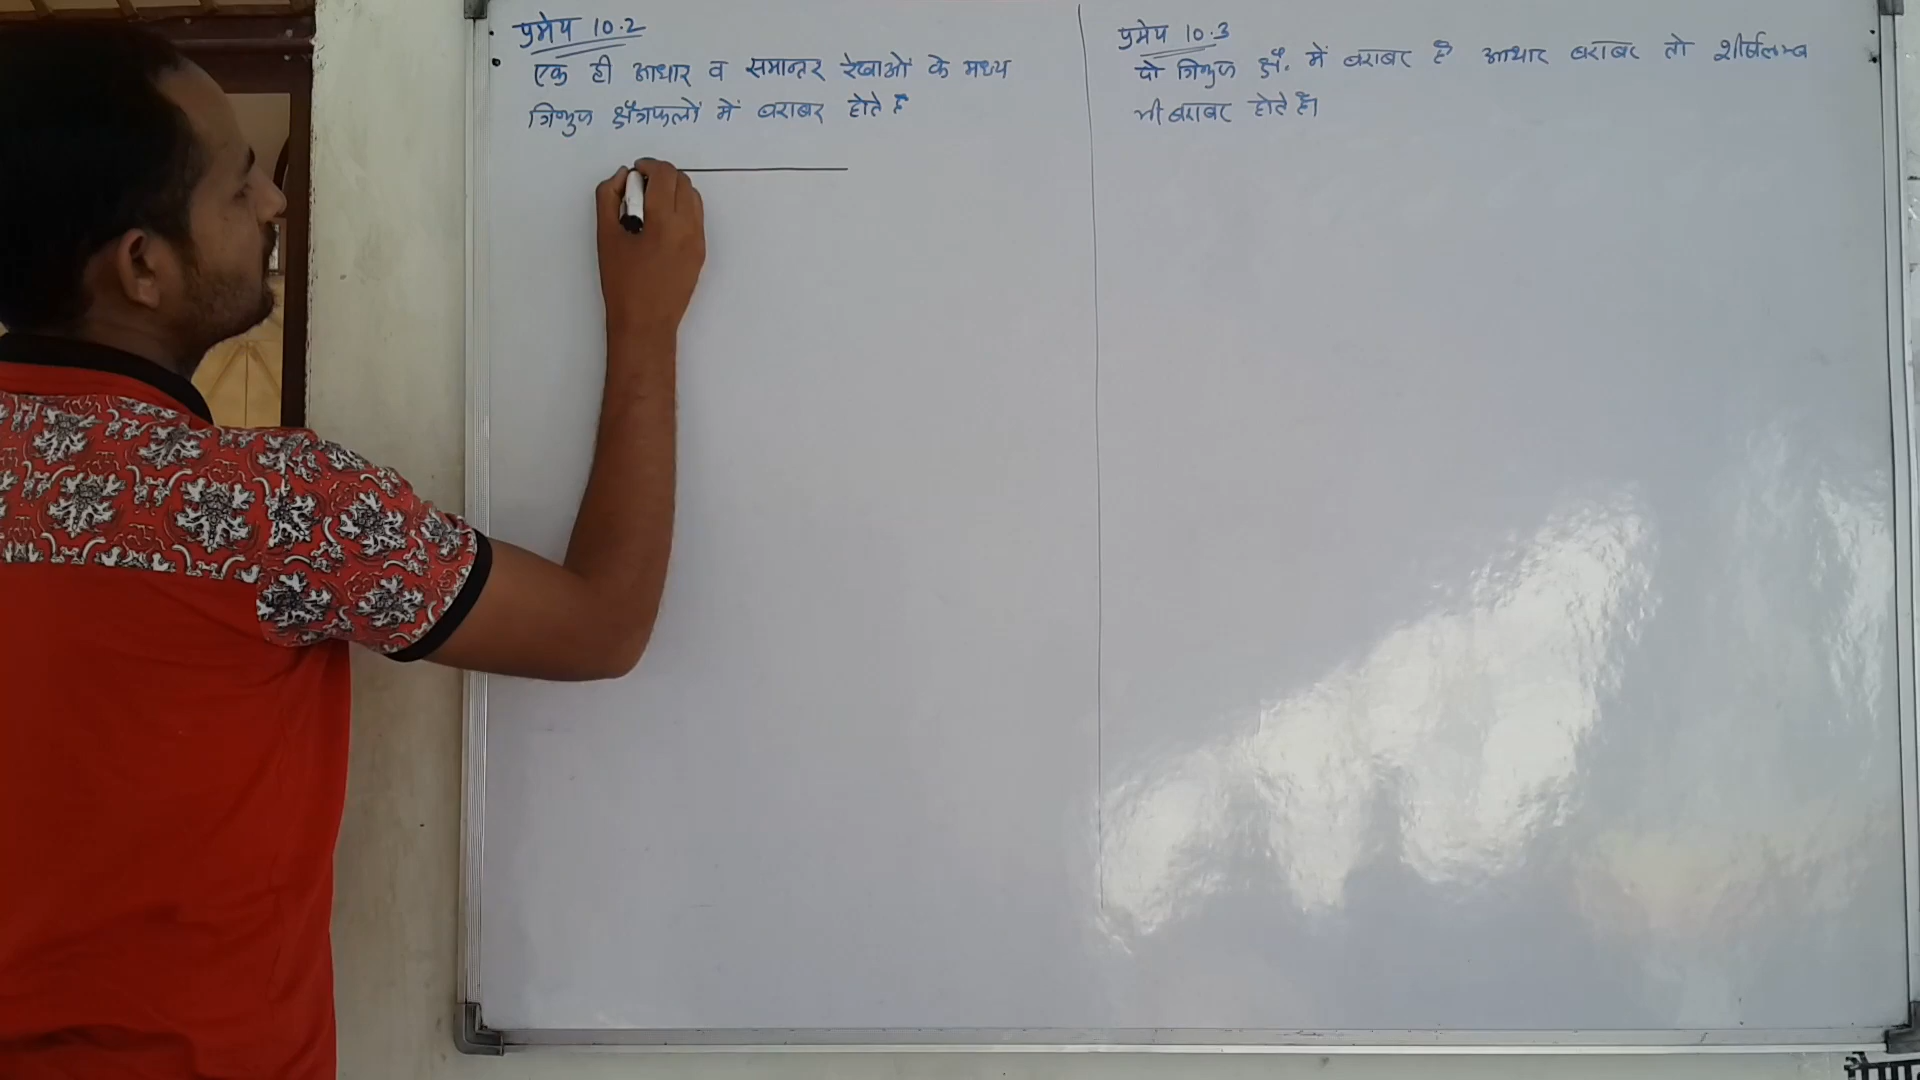 प्रमेय 10.2
एक ही आधार व समान्तर रेखाओं के मध्य
त्रिभुज क्षेत्रफलों में बराबर होते है
प्रमेय 10.3
दो त्रिभुज क्षे. में बराबर है आधार बराबर तो शीर्षलम्ब
भी बराबर होते है।